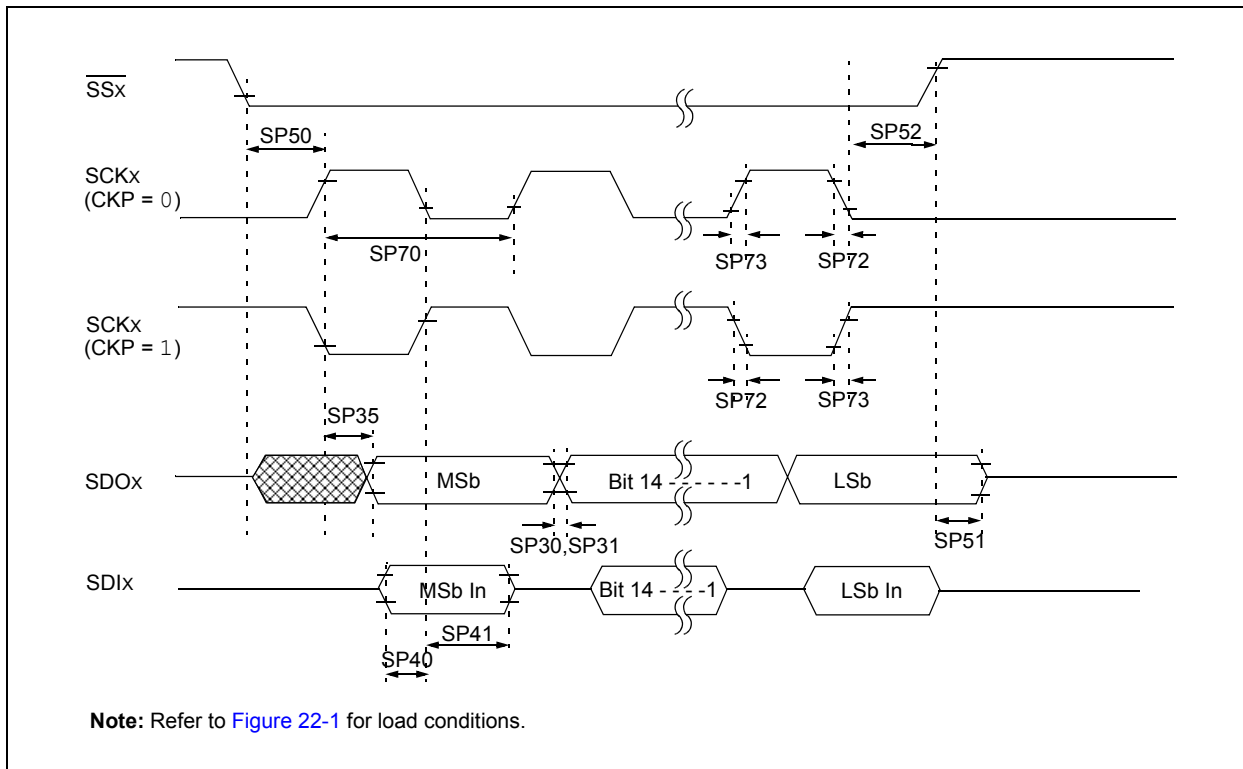 SSx
SP50
SP52
SCKx
(CKP = 0)
SP70
SP73
SP72
SCKx
(CKP = 1)
SP72
SP73
SP35
SDOx
MSb
Bit 14 - - - - - -1
LSb
SP30,SP31
SP51
SDIx
MSb In
Bit 14 - - - -1
LSb In
SP41
SP40
Note: Refer to Figure 22-1 for load conditions.